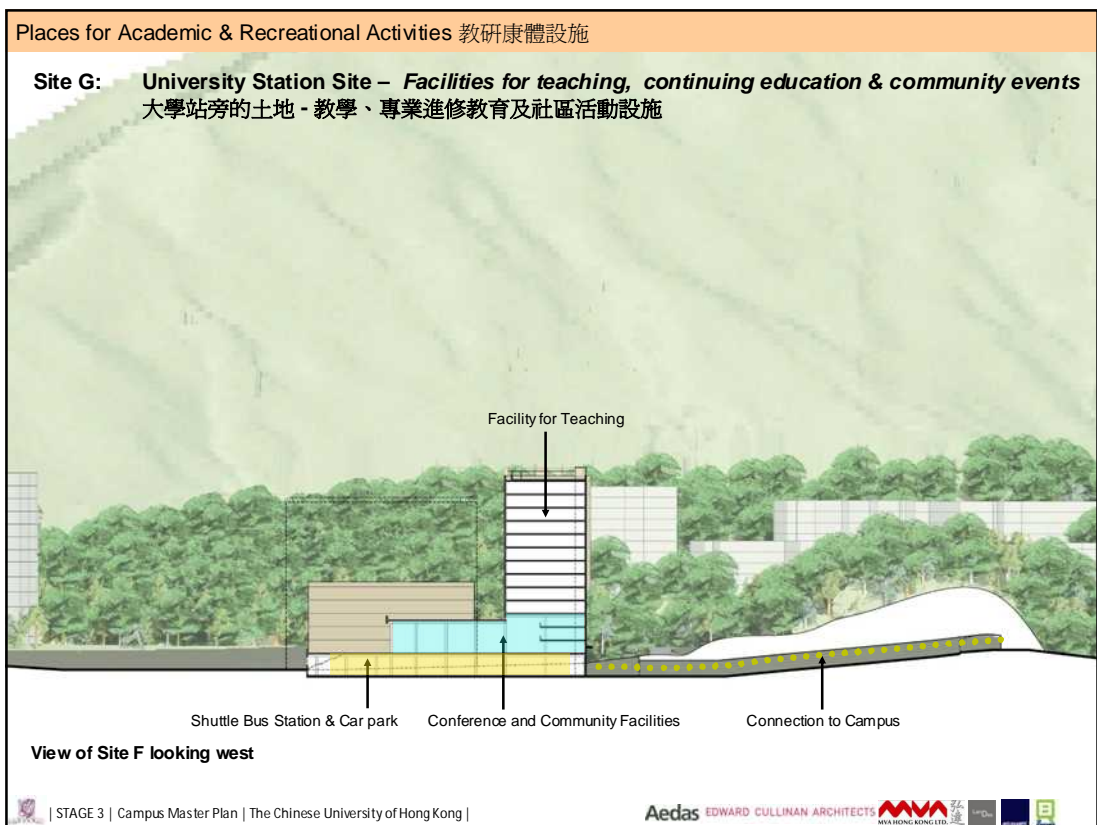 Places for Academic & Recreational Activities 教研康體設施
Site G: University Station Site – Facilities for teaching, continuing education & community events
大學站旁的土地 - 教學、專業進修教育及社區活動設施
Facility for Teaching
Shuttle Bus Station & Car park
Conference and Community Facilities
Connection to Campus
View of Site F looking west
| STAGE 3 | Campus Master Plan | The Chinese University of Hong Kong |
Aedas EDWARD CULLINAN ARCHITECTS
MVA HONG KONG LTD.
弘達